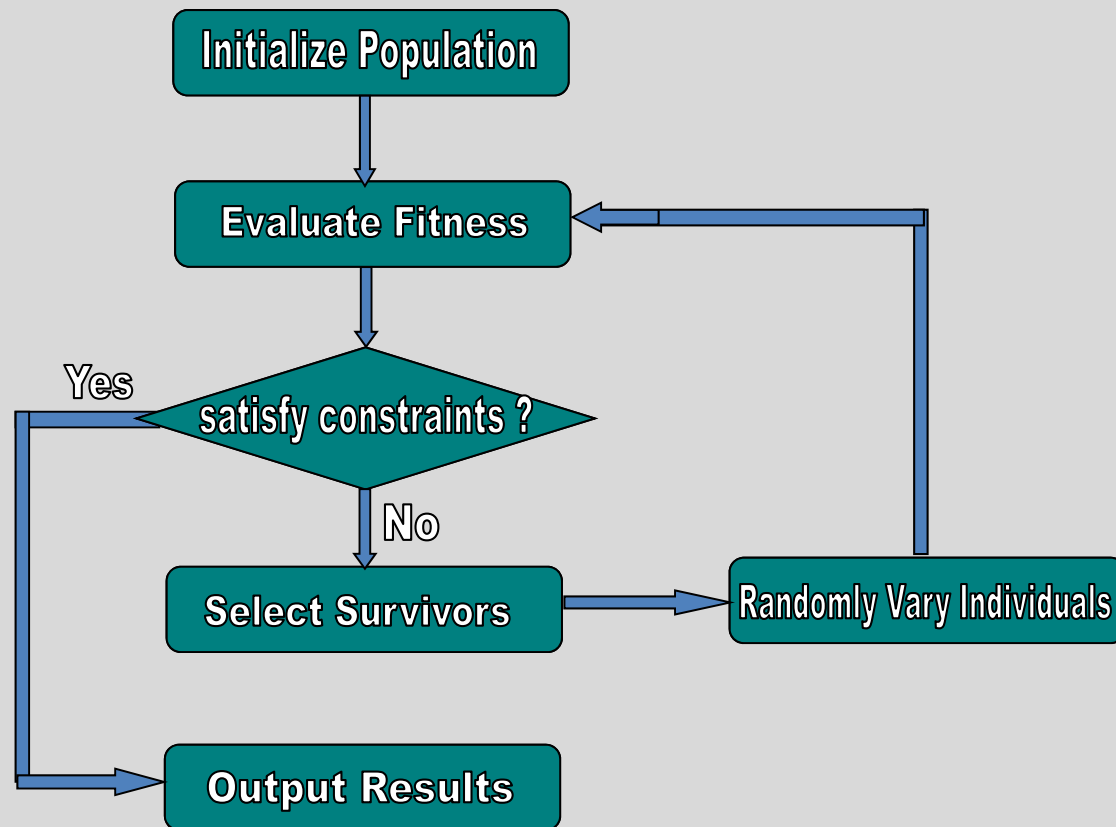 Initialize Population
Evaluate Fitness
Yes
satisfy constraints ?
No
Select Survivors
Randomly Vary Individuals
Output Results